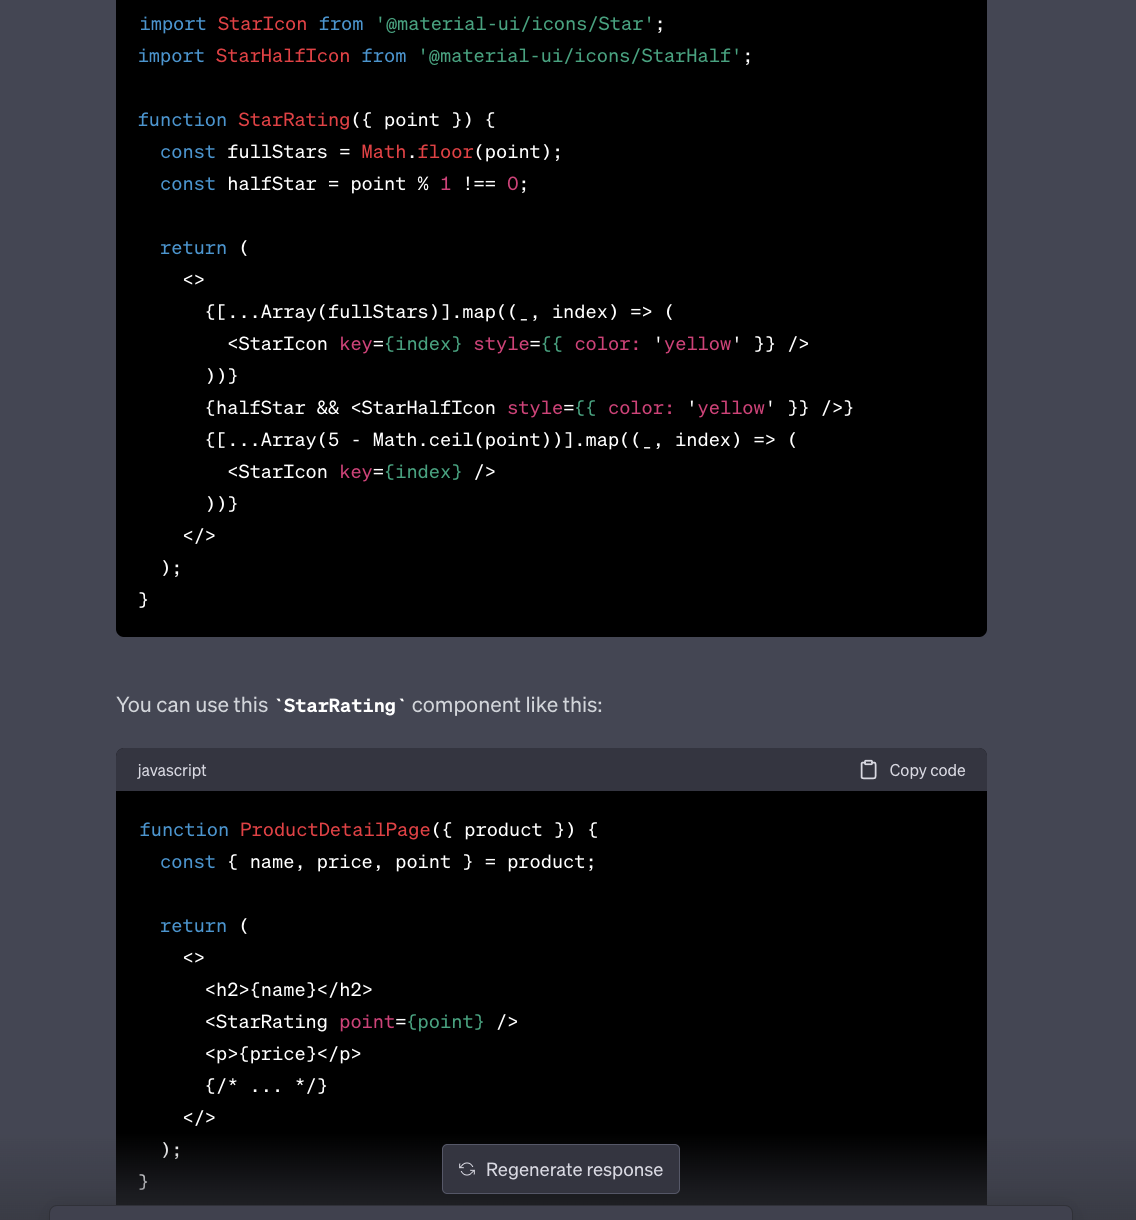 import StarIcon from '@material-ui/icons/Star';
import StarHalfIcon from '@material-ui/icons/StarHalf';
function StarRating({ point }) {
const fullStars = Math.floor(point);
const halfStar = point % 1 !== 0;
return (
<>
{[...Array(fullStars)].map((_, index) => (
<StarIcon key={index} style={{ color: 'yellow' }} />
))}
{halfStar && <StarHalfIcon style={{ color: 'yellow' }} />}
{[...Array(5 - Math.ceil(point))].map((_, index) => (
<StarIcon key={index} />
))}
</>
);
}
You can use this `StarRating` component like this:
javascript Copy code
function ProductDetailPage({ product }) {
const { name, price, point } = product;
return (
<>
<h2>{name}</h2>
<StarRating point={point} />
<p>{price}</p>
{/* ... */}
</>
);
}
Regenerate response